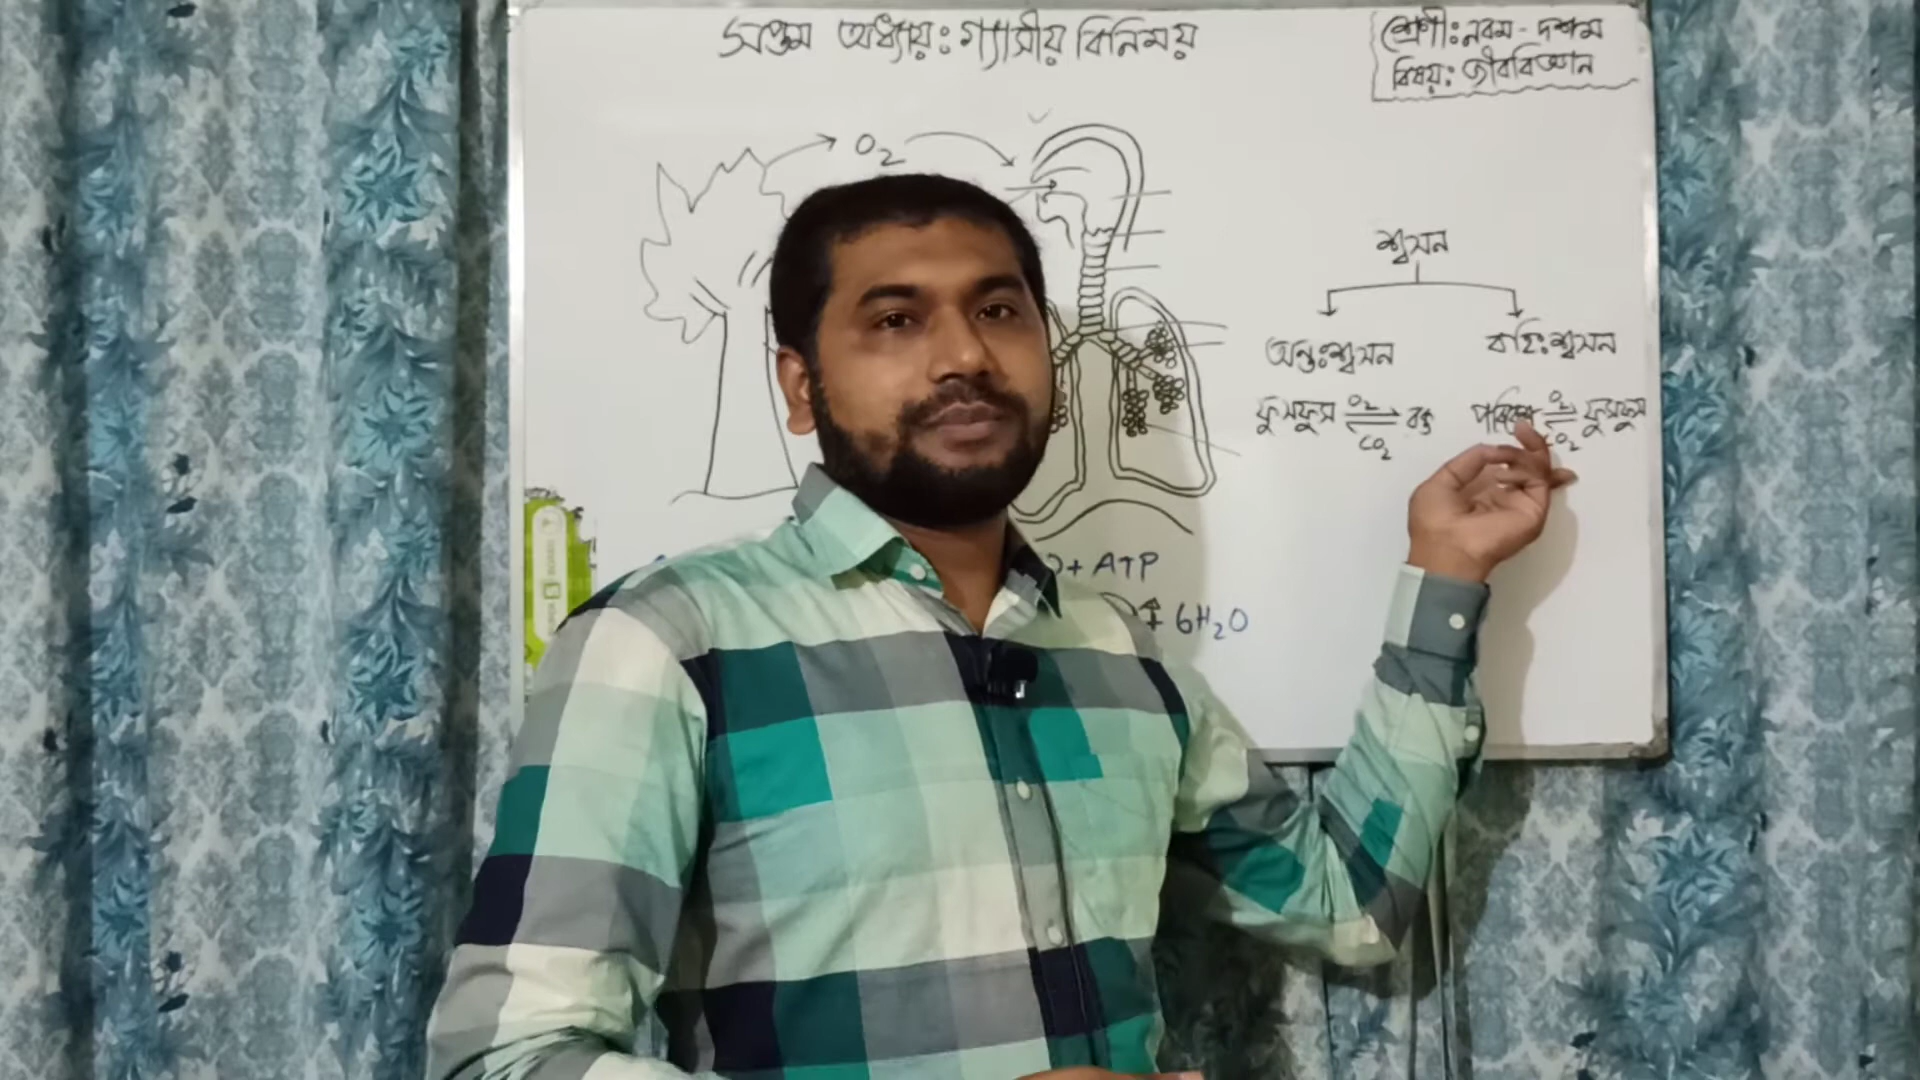 সপ্তম অধ্যায়ঃ গ্যাসীয় বিনিময়
শ্রেণীঃ নবম - দশম
বিষয়ঃ জীববিজ্ঞান
O₂
শ্বসন
অন্তঃশ্বসন
বহিঃশ্বসন
ফুসফুস O₂ CO₂ রক্ত
পরিবেশ O₂ CO₂ ফুসফুস
+ ATP
+ 6H₂O